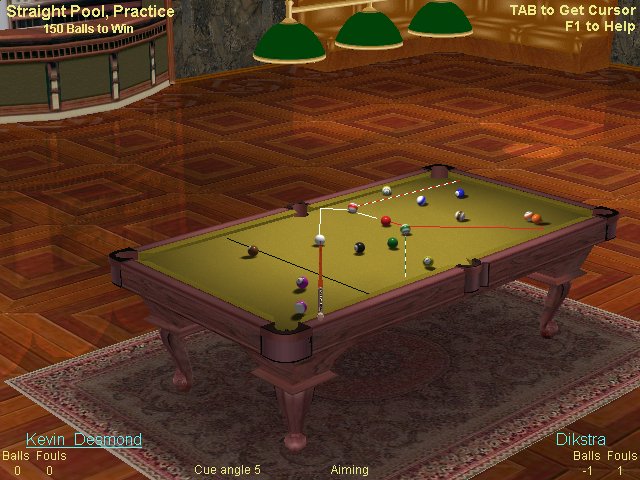 Straight Pool, Practice
150 Balls to Win
TAB to Get Cursor
F1 to Help
Kevin Desmond
Balls Fouls
0 0
Cue angle 5
Aiming
Dikstra
Balls Fouls
-1 1